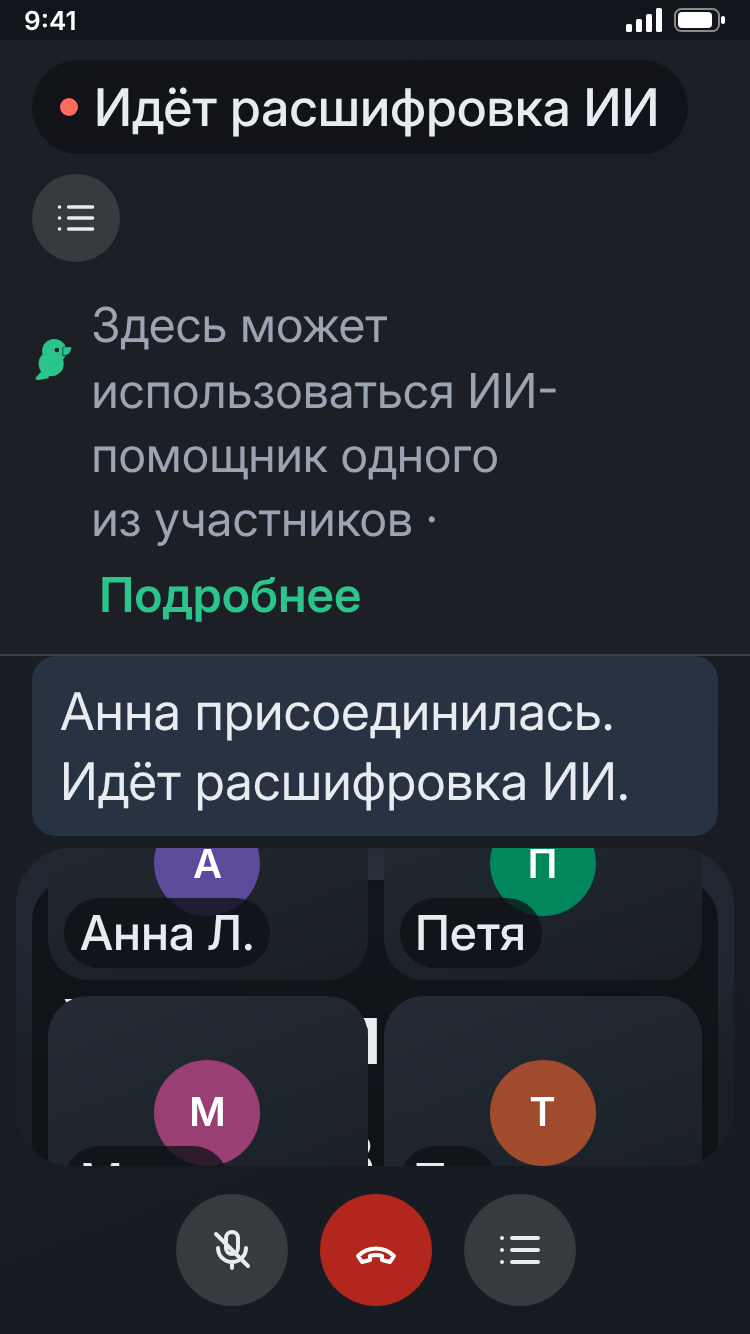 9:41
Идёт расшифровка ИИ
Здесь может
использоваться ИИ-
помощник одного
из участников ·
Подробнее
Анна присоединилась.
Идёт расшифровка ИИ.
А
П
Анна Л.
Петя
М
Т